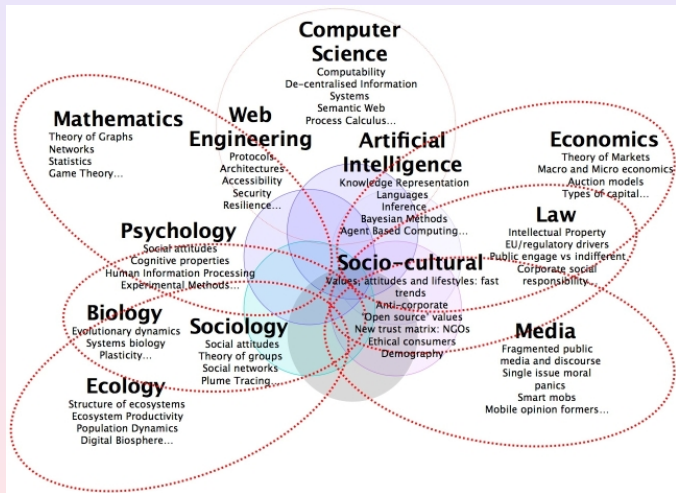 Computer
Science
Computability
De-centralised Information
Systems
Semantic Web
Process Calculus...
Mathematics
Theory of Graphs
Networks
Statistics
Game Theory...
Web
Engineering
Protocols
Architectures
Accessibility
Security
Resilience...
Artificial
Intelligence
Knowledge Representation
Languages
Inference
Bayesian Methods
Agent Based Computing...
Economics
Theory of Markets
Macro and Micro economics
Auction models
Types of capital...
Law
Intellectual Property
EU/regulatory drivers
Public engage vs indifferent
Corporate social
responsibility...
Psychology
Social attitudes
Cognitive properties
Human Information Processing
Experimental Methods...
Socio-cultural
Values, attitudes and lifestyles: fast
trends
Anti-corporate
'Open source' values
New trust matrix: NGOs
Ethical consumers
Demography
Biology
Evolutionary dynamics
Systems biology
Plasticity...
Sociology
Social attitudes
Theory of groups
Social networks
Plume Tracing...
Media
Fragmented public
media and discourse
Single issue moral
panics
Smart mobs
Mobile opinion formers...
Ecology
Structure of ecosystems
Ecosystem Productivity
Population Dynamics
Digital Biosphere...